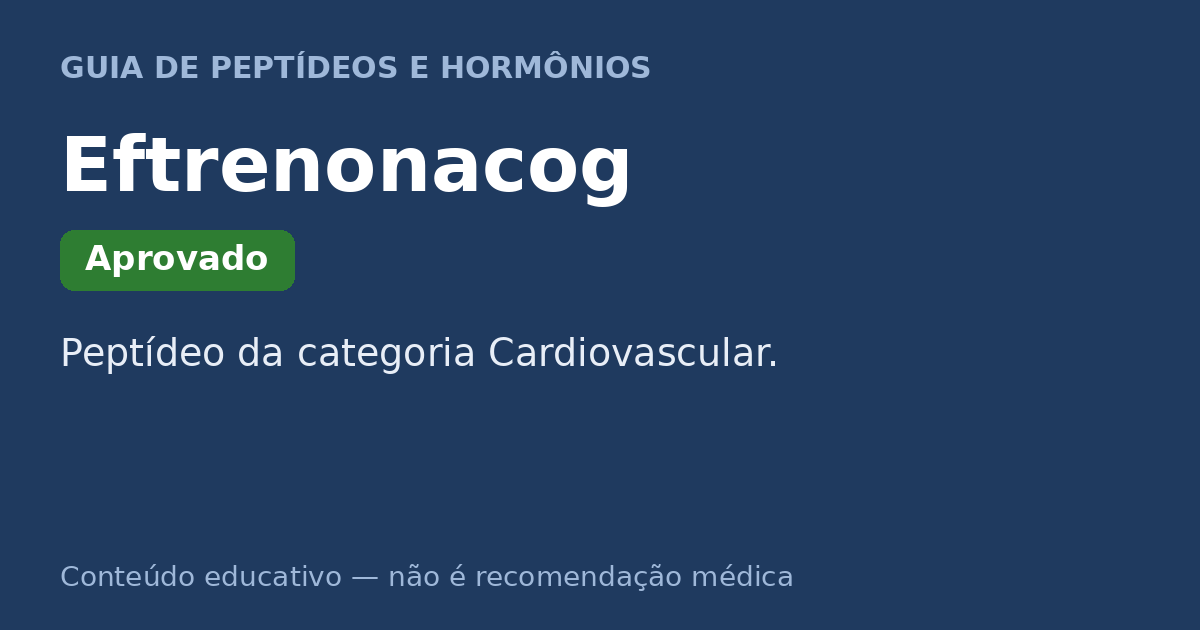 GUIA DE PEPTÍDEOS E HORMÔNIOS
Eftrenonacog
Aprovado
Peptídeo da categoria Cardiovascular.
Conteúdo educativo — não é recomendação médica